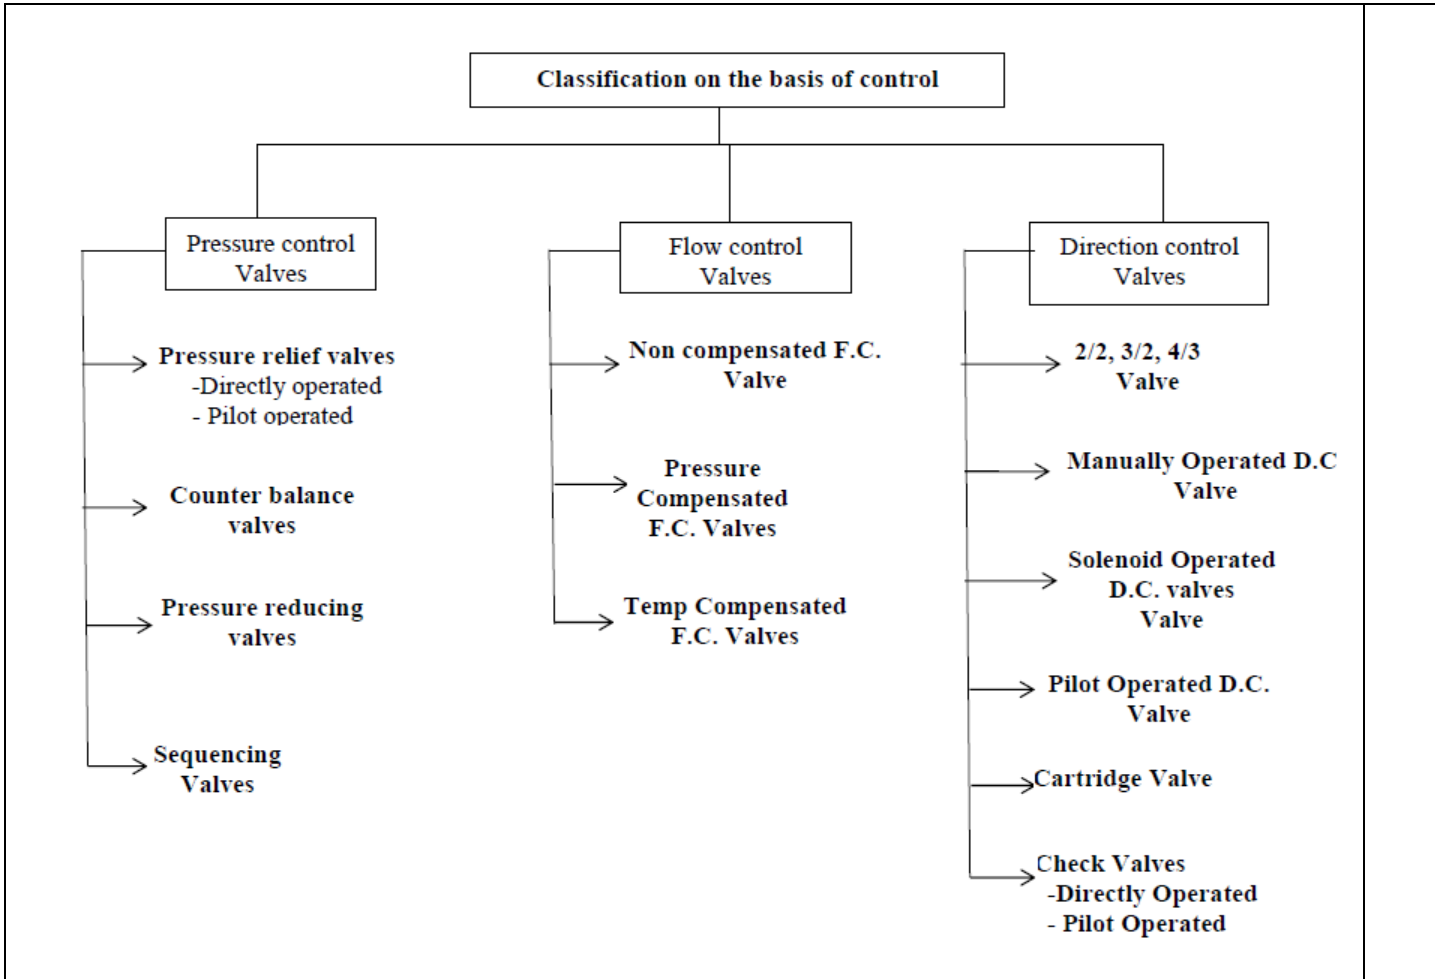 Classification on the basis of control
Pressure control
Valves
Pressure relief valves
-Directly operated
- Pilot operated
Counter balance
valves
Pressure reducing
valves
Sequencing
Valves
Flow control
Valves
Non compensated F.C.
Valve
Pressure
Compensated
F.C. Valves
Temp Compensated
F.C. Valves
Direction control
Valves
2/2, 3/2, 4/3
Valve
Manually Operated D.C
Valve
Solenoid Operated
D.C. valves
Valve
Pilot Operated D.C.
Valve
Cartridge Valve
Check Valves
-Directly Operated
- Pilot Operated